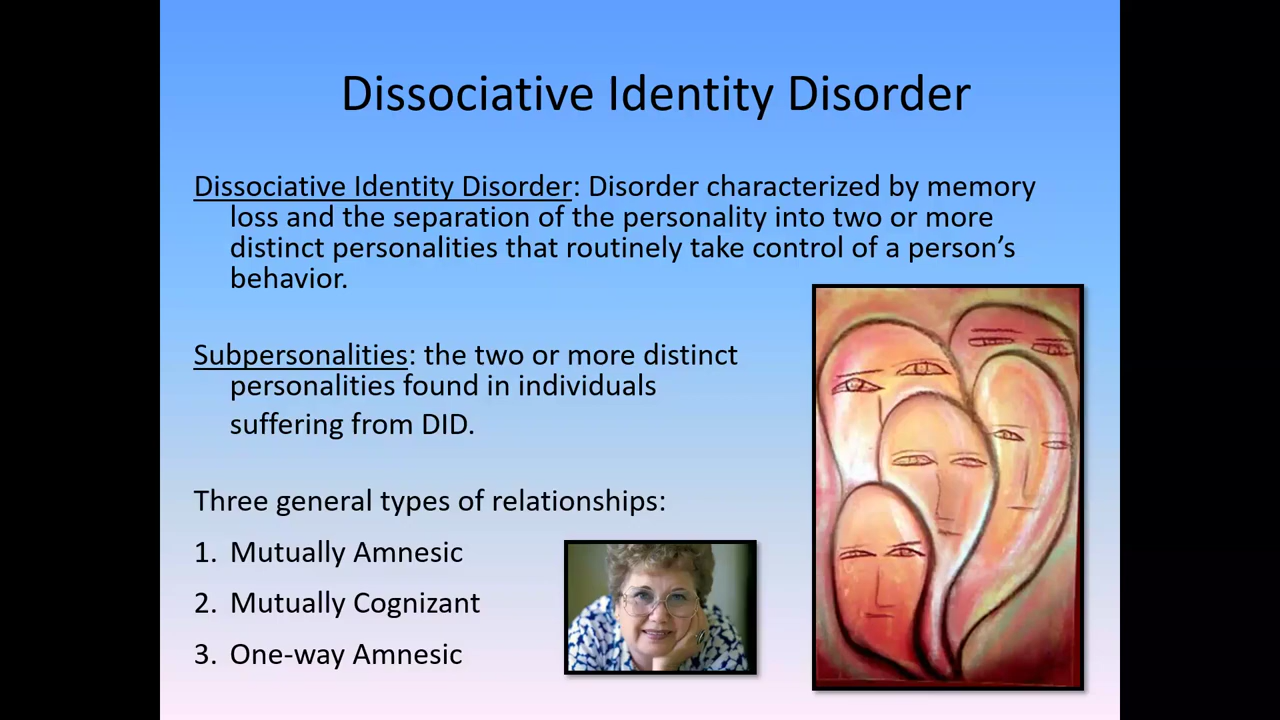 Dissociative Identity Disorder
Dissociative Identity Disorder: Disorder characterized by memory
loss and the separation of the personality into two or more
distinct personalities that routinely take control of a person’s
behavior.
Subpersonalities: the two or more distinct
personalities found in individuals
suffering from DID.
Three general types of relationships:
1. Mutually Amnesic
2. Mutually Cognizant
3. One-way Amnesic